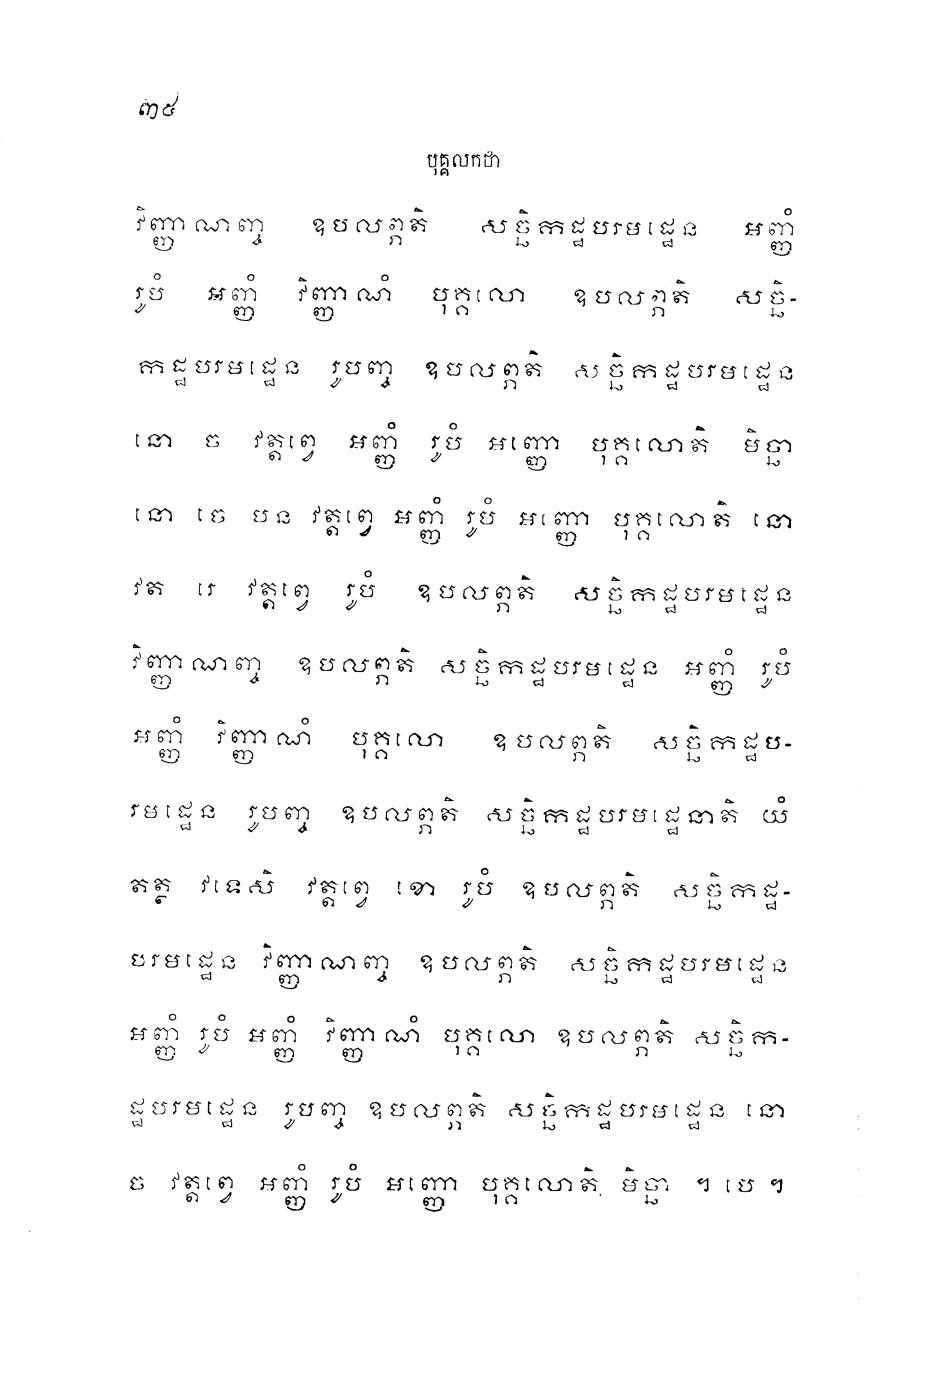 ៣៤
បុគ្គលកថា
វិញ្ញាណញ្ច ឧបលព្ភតិ សច្ឆិកដ្ឋបរមដ្ឋេន អញ្ញំ
រូបំ អញ្ញំ វិញ្ញាណំ បុគ្គលោ ឧបលព្ភតិ សច្ឆិ-
កដ្ឋបរមដ្ឋេន រូបញ្ច ឧបលព្ភតិ សច្ឆិកដ្ឋបរមដ្ឋេន
នោ ច វត្តព្វេ អញ្ញំ រូបំ អញ្ញោ បុគ្គលោតិ មិច្ឆា
នោ ចេ បន វត្តព្វេ អញ្ញំ រូបំ អញ្ញោ បុគ្គលោតិ នោ
វត រេ វត្តព្វេ រូបំ ឧបលព្ភតិ សច្ឆិកដ្ឋបរមដ្ឋេន
វិញ្ញាណញ្ច ឧបលព្ភតិ សច្ឆិកដ្ឋបរមដ្ឋេន អញ្ញំ រូបំ
អញ្ញំ វិញ្ញាណំ បុគ្គលោ ឧបលព្ភតិ សច្ឆិកដ្ឋប-
រមដ្ឋេន រូបញ្ច ឧបលព្ភតិ សច្ឆិកដ្ឋបរមដ្ឋេនាតិ យំ
តត្ថ វទេសិ វត្តព្វេ ខោ រូបំ ឧបលព្ភតិ សច្ឆិកដ្ឋ-
បរមដ្ឋេន វិញ្ញាណញ្ច ឧបលព្ភតិ សច្ឆិកដ្ឋបរមដ្ឋេន
អញ្ញំ រូបំ អញ្ញំ វិញ្ញាណំ បុគ្គលោ ឧបលព្ភតិ សច្ឆិក-
ដ្ឋបរមដ្ឋេន រូបញ្ច ឧបលព្ភតិ សច្ឆិកដ្ឋបរមដ្ឋេន នោ
ច វត្តព្វេ អញ្ញំ រូបំ អញ្ញោ បុគ្គលោតិ មិច្ឆា ។ បេ ។